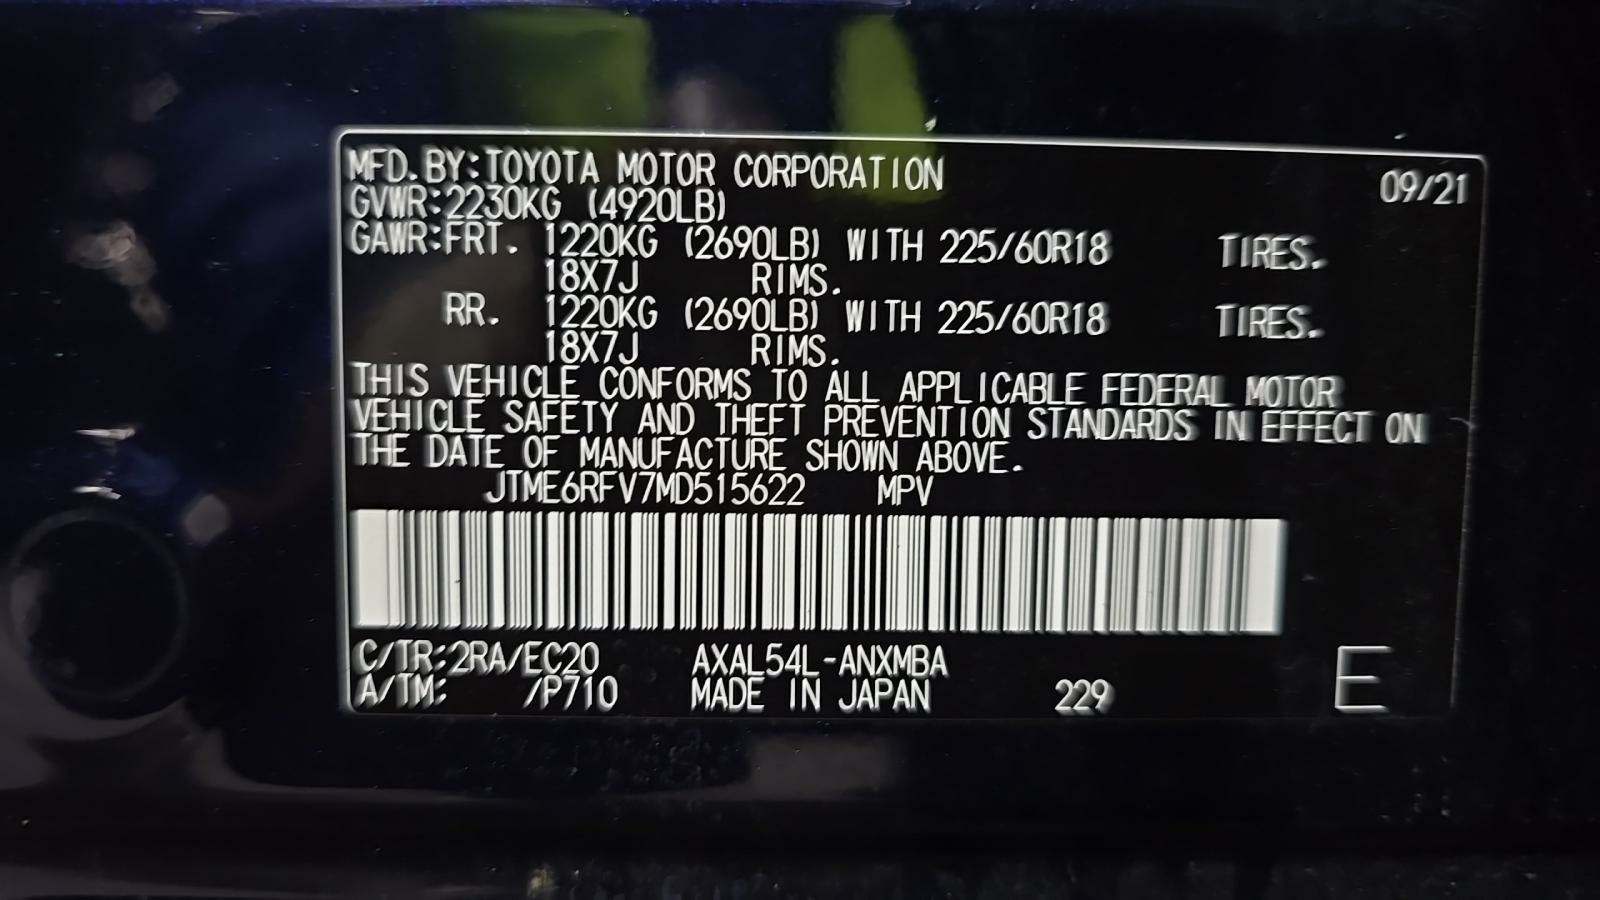 MFD.BY:TOYOTA MOTOR CORPORATION 09/21
GVWR:2230KG (4920LB)
GAWR:FRT. 1220KG (2690LB) WITH 225/60R18 TIRES.
18X7J RIMS.
RR. 1220KG (2690LB) WITH 225/60R18 TIRES.
18X7J RIMS.
THIS VEHICLE CONFORMS TO ALL APPLICABLE FEDERAL MOTOR
VEHICLE SAFETY AND THEFT PREVENTION STANDARDS IN EFFECT ON
THE DATE OF MANUFACTURE SHOWN ABOVE.
JTME6RFV7MD515622 MPV
C/TR:2RA/EC20 AXAL54L-ANXMBA
A/TM: /P710 MADE IN JAPAN 229 E